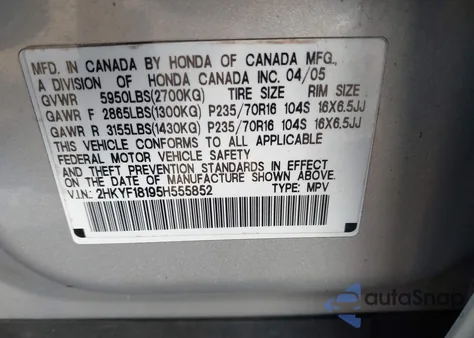 MFD. IN CANADA BY HONDA OF CANADA MFG.,
A DIVISION OF HONDA CANADA INC. 04/05
GVWR 5950LBS(2700KG) TIRE SIZE RIM SIZE
GAWR F 2865LBS(1300KG) P235/70R16 104S 16X6.5JJ
GAWR R 3155LBS(1430KG) P235/70R16 104S 16X6.5JJ
THIS VEHICLE CONFORMS TO ALL APPLICABLE
FEDERAL MOTOR VEHICLE SAFETY
AND THEFT PREVENTION STANDARDS IN EFFECT
ON THE DATE OF MANUFACTURE SHOWN ABOVE.
V.I.N.: 2HKYF18195H555852 TYPE: MPV
autoSnap